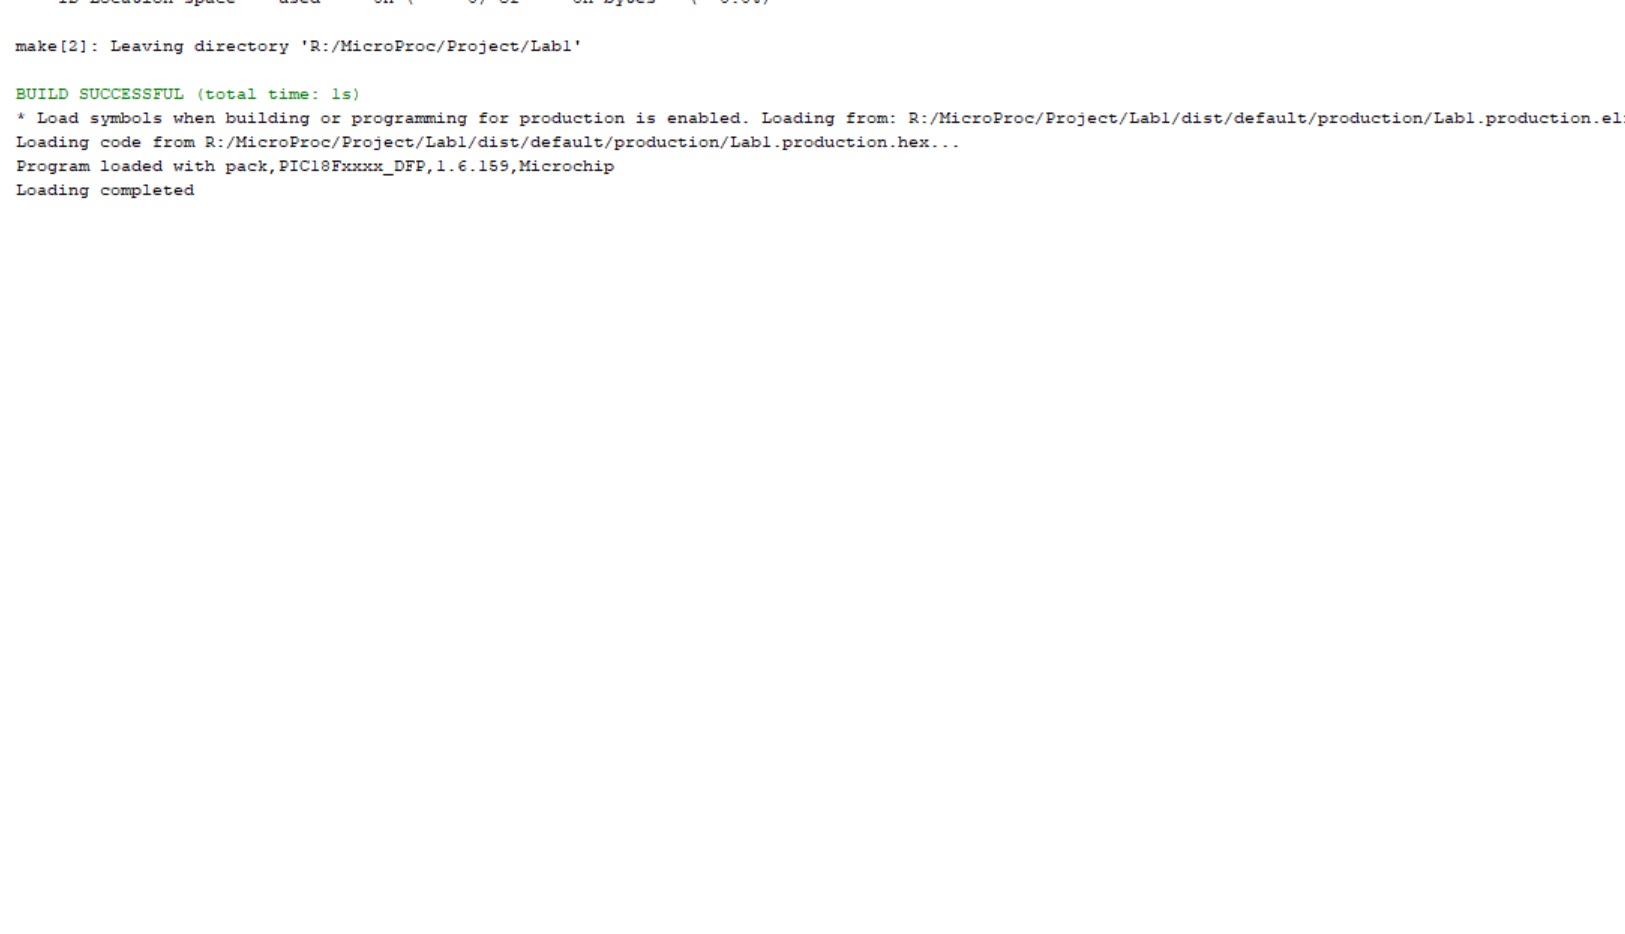 make[2]: Leaving directory 'R:/MicroProc/Project/Lab1'
BUILD SUCCESSFUL (total time: 1s)
* Load symbols when building or programming for production is enabled. Loading from: R:/MicroProc/Project/Lab1/dist/default/production/Lab1.production.el
Loading code from R:/MicroProc/Project/Lab1/dist/default/production/Lab1.production.hex...
Program loaded with pack,PIC18Fxxxx_DFP,1.6.159,Microchip
Loading completed